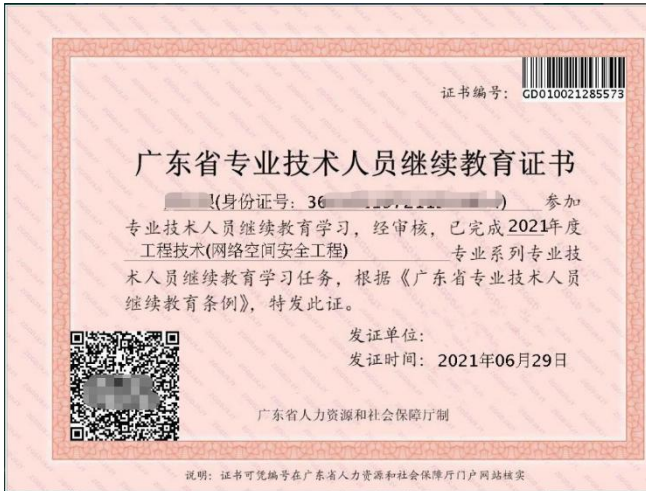 证书编号: GD010021285573
广东省专业技术人员继续教育证书
(身份证号: 36 ) 参加
专业技术人员继续教育学习，经审核，已完成2021年度
工程技术(网络空间安全工程) 专业系列专业技
术人员继续教育学习任务，根据《广东省专业技术人员
继续教育条例》，特发此证。
发证单位:
发证时间: 2021年06月29日
广东省人力资源和社会保障厅制
说明: 证书可凭编号在广东省人力资源和社会保障厅门户网站核实